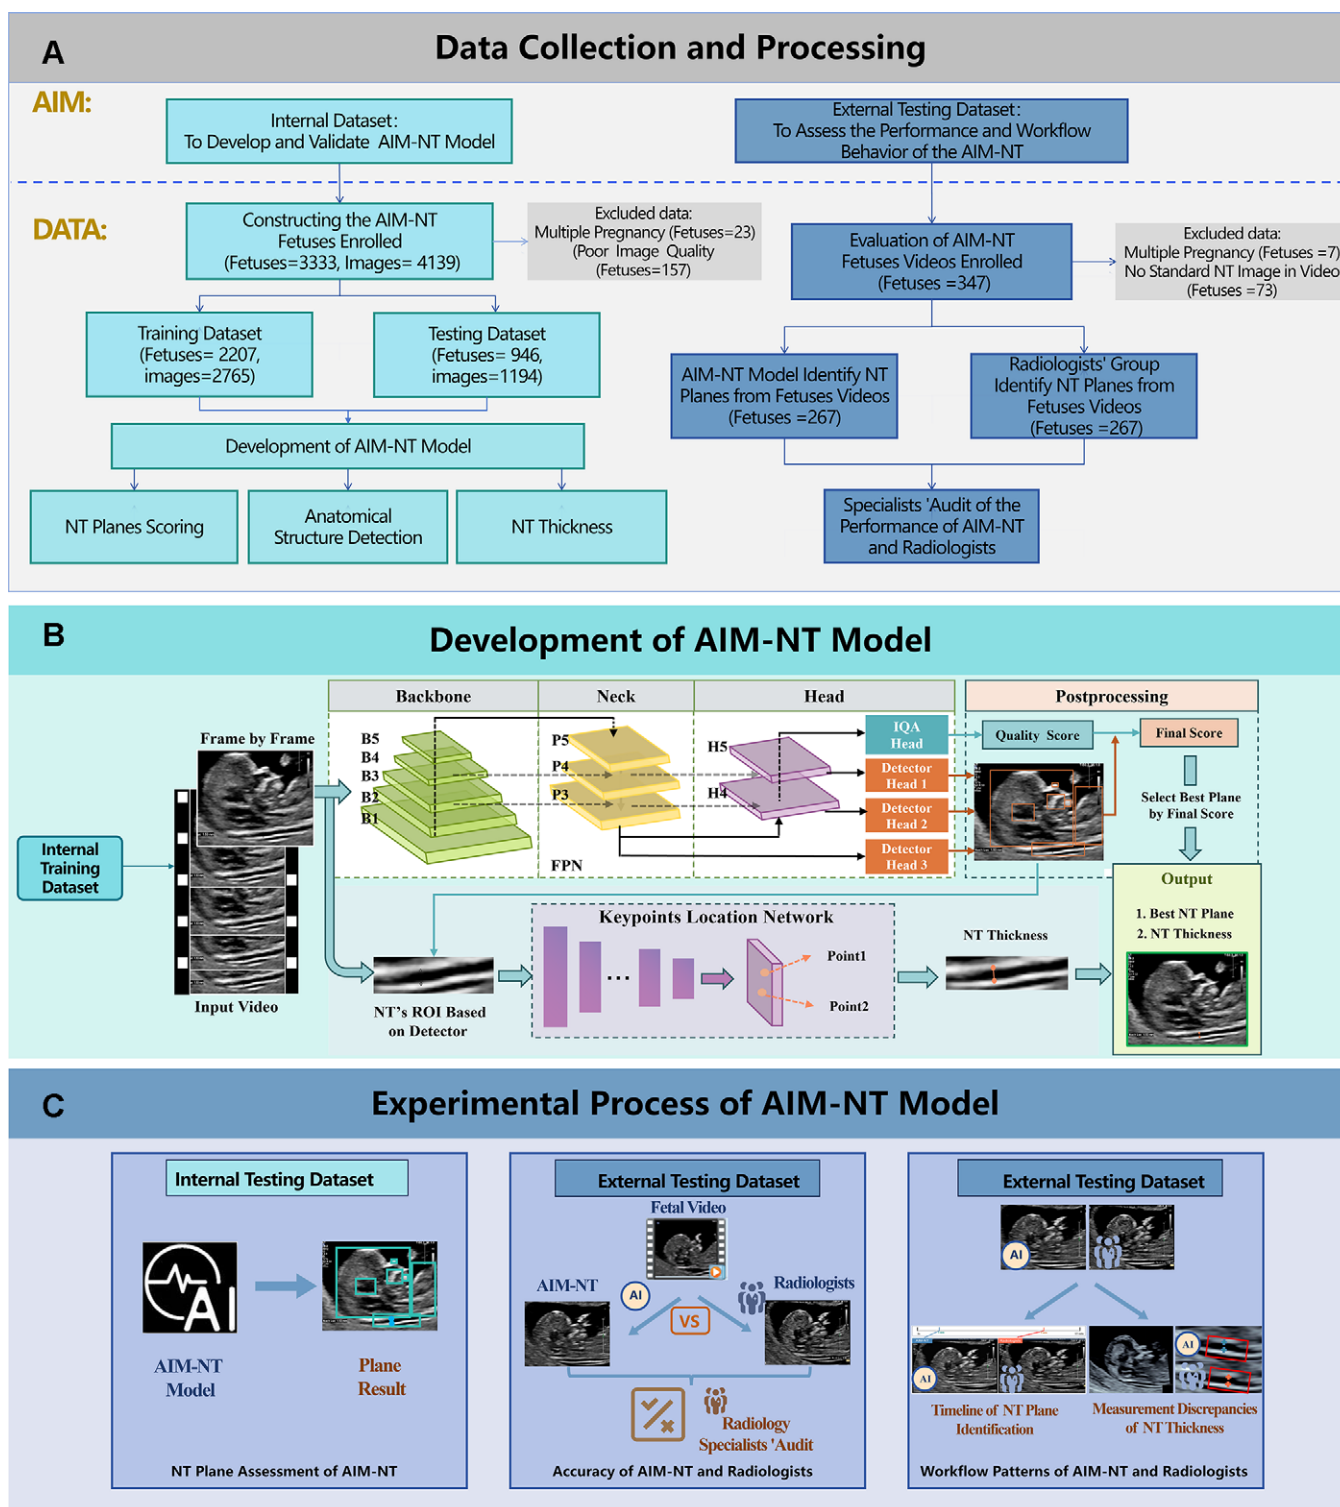 A
Data Collection and Processing
AIM:
Internal Dataset:
To Develop and Validate AIM-NT Model
External Testing Dataset:
To Assess the Performance and Workflow
Behavior of the AIM-NT
DATA:
Constructing the AIM-NT
Fetuses Enrolled
(Fetuses=3333, Images= 4139)
Excluded data:
Multiple Pregnancy (Fetuses=23)
(Poor Image Quality
(Fetuses=157)
Evaluation of AIM-NT
Fetuses Videos Enrolled
(Fetuses =347)
Excluded data:
Multiple Pregnancy (Fetuses =7)
No Standard NT Image in Video
(Fetuses =73)
Training Dataset
(Fetuses= 2207,
images=2765)
Testing Dataset
(Fetuses= 946,
images=1194)
AIM-NT Model Identify NT
Planes from Fetuses Videos
(Fetuses =267)
Radiologists' Group
Identify NT Planes from
Fetuses Videos
(Fetuses =267)
Development of AIM-NT Model
NT Planes Scoring
Anatomical
Structure Detection
NT Thickness
Specialists 'Audit of the
Performance of AIM-NT
and Radiologists
B
Development of AIM-NT Model
Backbone
Neck
Head
Postprocessing
Frame by Frame
B5
B4
B3
B2
B1
P5
P4
P3
FPN
H5
H4
IQA
Head
Detector
Head 1
Detector
Head 2
Detector
Head 3
Quality Score
Final Score
Select Best Plane
by Final Score
Internal
Training
Dataset
Input Video
NT's ROI Based
on Detector
Keypoints Location Network
...
Point1
Point2
NT Thickness
Output
1. Best NT Plane
2. NT Thickness
C
Experimental Process of AIM-NT Model
Internal Testing Dataset
AI
AIM-NT
Model
Plane
Result
NT Plane Assessment of AIM-NT
External Testing Dataset
Fetal Video
AIM-NT
AI
VS
Radiologists
Radiology
Specialists 'Audit
Accuracy of AIM-NT and Radiologists
External Testing Dataset
AI
AI
AI
Timeline of NT Plane
Identification
Measurement Discrepancies
of NT Thickness
Workflow Patterns of AIM-NT and Radiologists